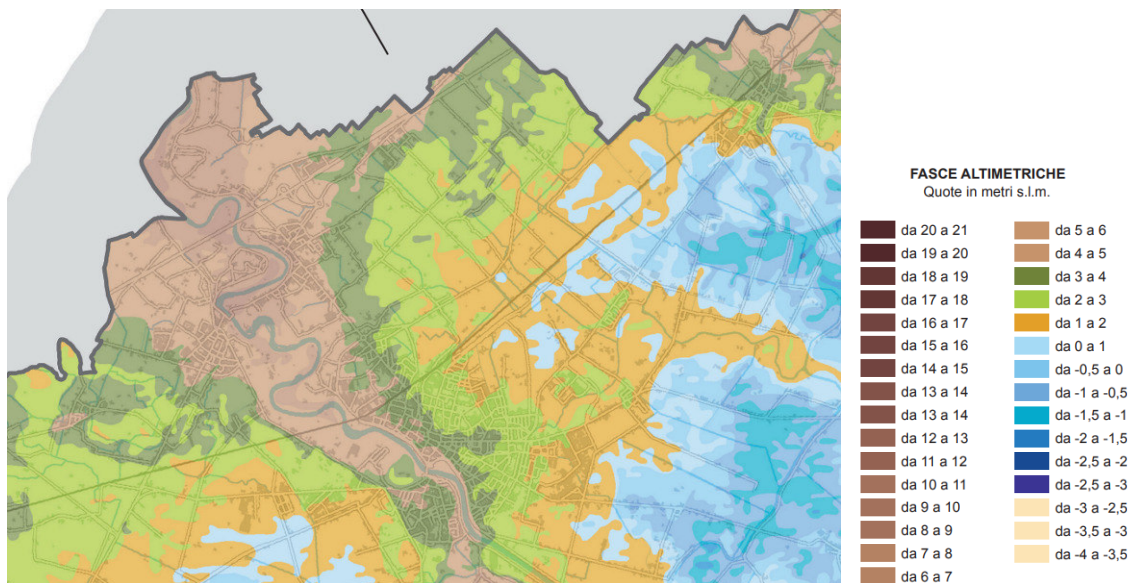 FASCE ALTIMETRICHE
Quote in metri s.l.m.
da 20 a 21
da 19 a 20
da 18 a 19
da 17 a 18
da 16 a 17
da 15 a 16
da 14 a 15
da 13 a 14
da 13 a 14
da 12 a 13
da 11 a 12
da 10 a 11
da 9 a 10
da 8 a 9
da 7 a 8
da 6 a 7
da 5 a 6
da 4 a 5
da 3 a 4
da 2 a 3
da 1 a 2
da 0 a 1
da -0,5 a 0
da -1 a -0,5
da -1,5 a -1
da -2 a -1,5
da -2,5 a -2
da -2,5 a -3
da -3 a -2,5
da -3,5 a -3
da -4 a -3,5